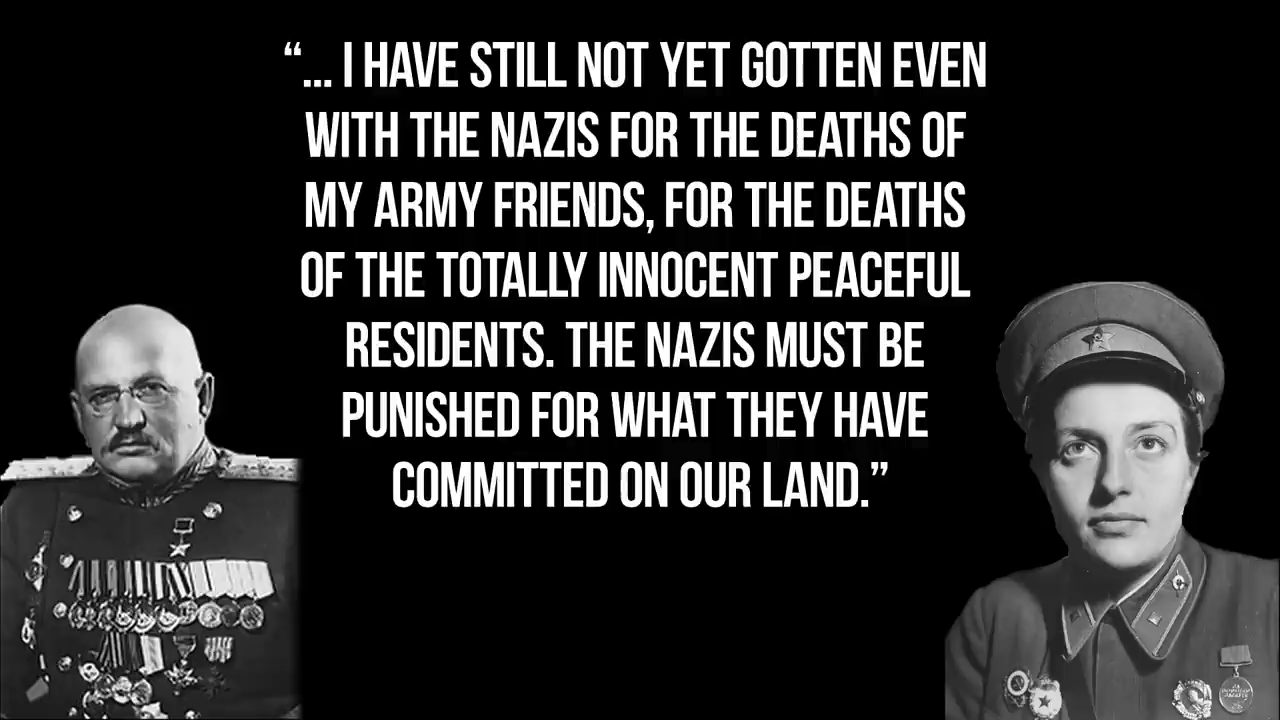 “... I HAVE STILL NOT YET GOTTEN EVEN
WITH THE NAZIS FOR THE DEATHS OF
MY ARMY FRIENDS, FOR THE DEATHS
OF THE TOTALLY INNOCENT PEACEFUL
RESIDENTS. THE NAZIS MUST BE
PUNISHED FOR WHAT THEY HAVE
COMMITTED ON OUR LAND.”